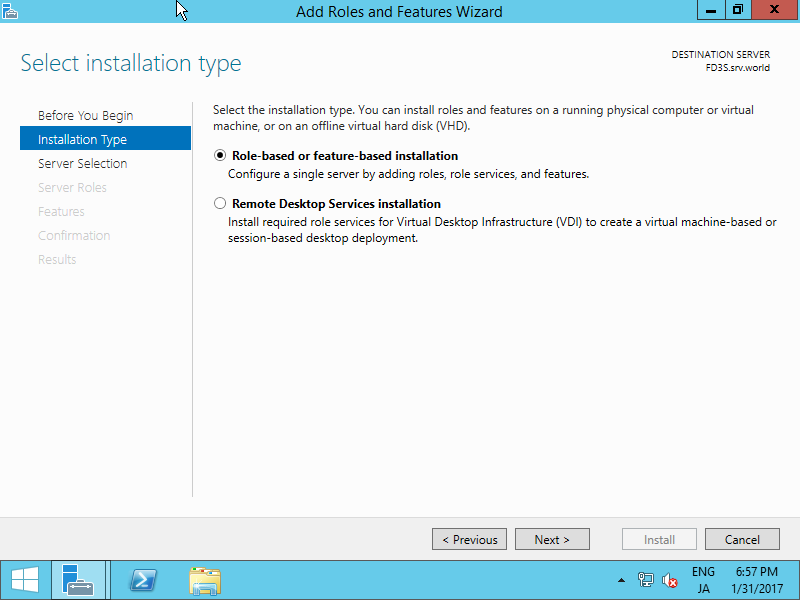 Add Roles and Features Wizard
Select installation type
DESTINATION SERVER
FD3S.srv.world
Before You Begin
Installation Type
Server Selection
Server Roles
Features
Confirmation
Results
Select the installation type. You can install roles and features on a running physical computer or virtual
machine, or on an offline virtual hard disk (VHD).
Role-based or feature-based installation
Configure a single server by adding roles, role services, and features.
Remote Desktop Services installation
Install required role services for Virtual Desktop Infrastructure (VDI) to create a virtual machine-based or
session-based desktop deployment.
< Previous
Next >
Install
Cancel
ENG
JA
6:57 PM
1/31/2017